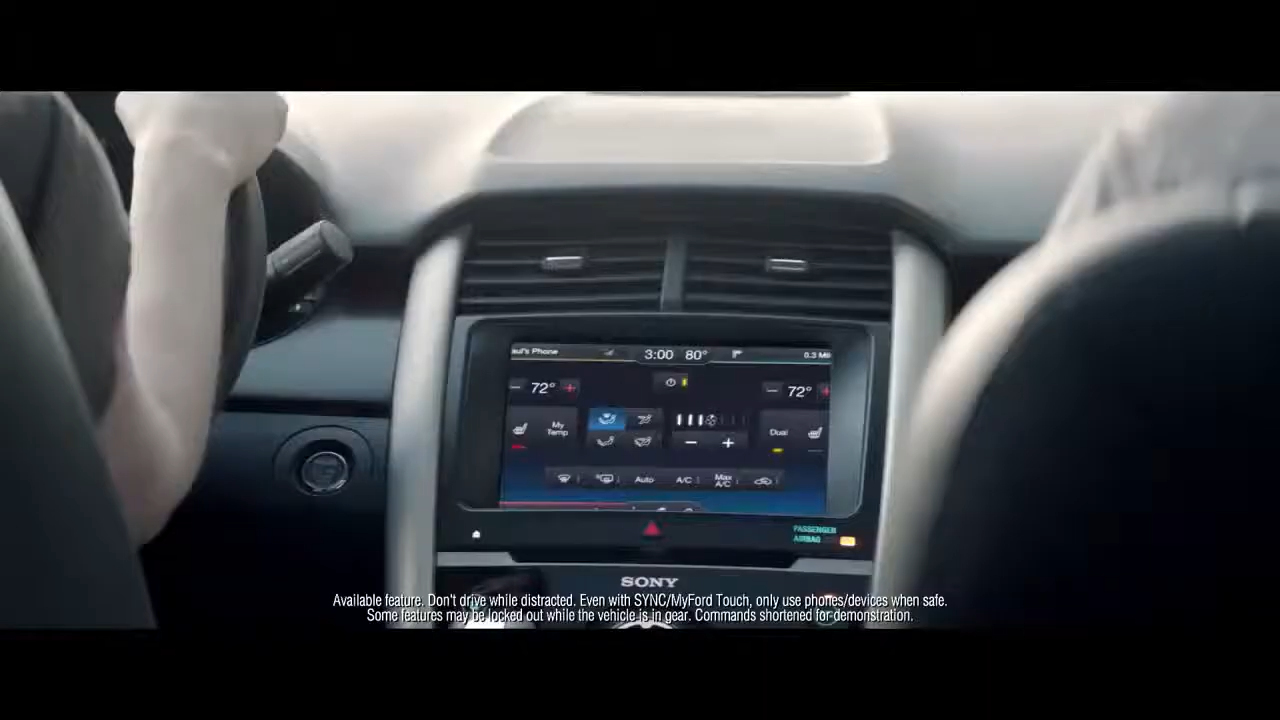 aul's Phone 3:00 80° 0.3 Mi
72° 72°
My
Temp
Dual
Auto A/C Max
A/C
PASSENGER
AIRBAG
SONY
Available feature. Don't drive while distracted. Even with SYNC/MyFord Touch, only use phones/devices when safe.
Some features may be locked out while the vehicle is in gear. Commands shortened for demonstration.